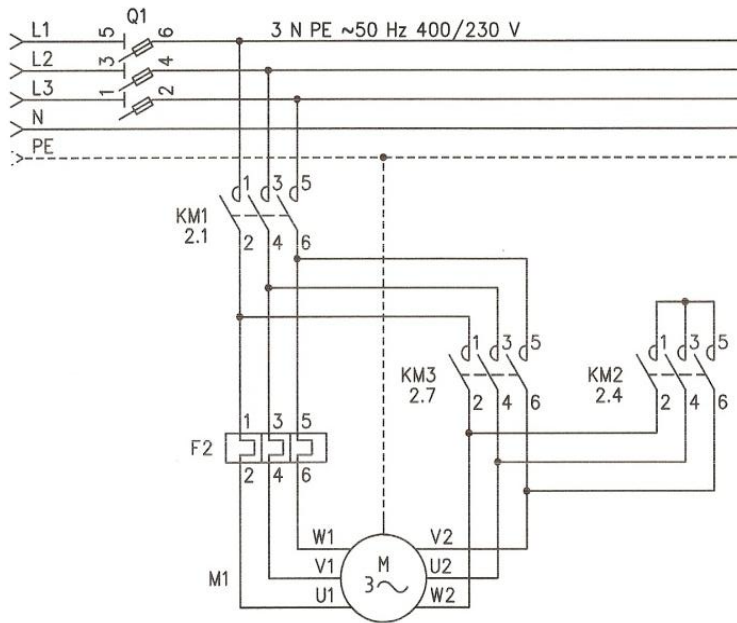 Q1
L1 5 6 3 N PE ~50 Hz 400/230 V
L2 3 4
L3 1 2
N
PE
1 3 5
KM1
2.1
2 4 6
1 3 5
KM3
2.7
2 4 6
1 3 5
KM2
2.4
2 4 6
1 3 5
F2
2 4 6
W1 V2
M1 V1 M U2
3~
U1 W2